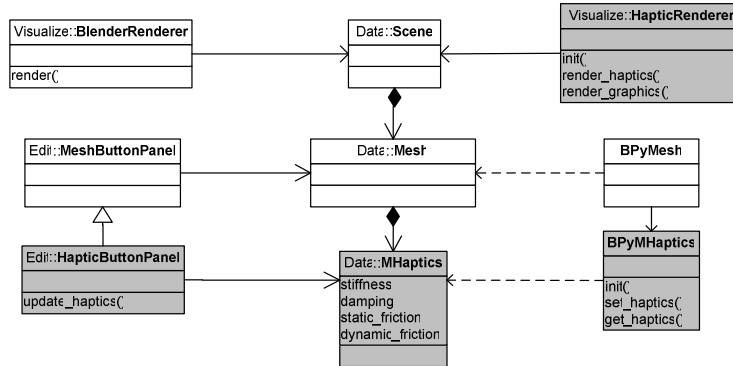 Visualize::BlenderRenderer
render()
Data::Scene
Visualize::HapticRenderer
init()
render_haptics()
render_graphics()
Edit::MeshButtonPanel
Data::Mesh
BPyMesh
Edit::HapticButtonPanel
update_haptics()
Data::MHaptics
stiffness
damping
static_friction
dynamic_friction
BPyMHaptics
init()
set_haptics()
get_haptics()